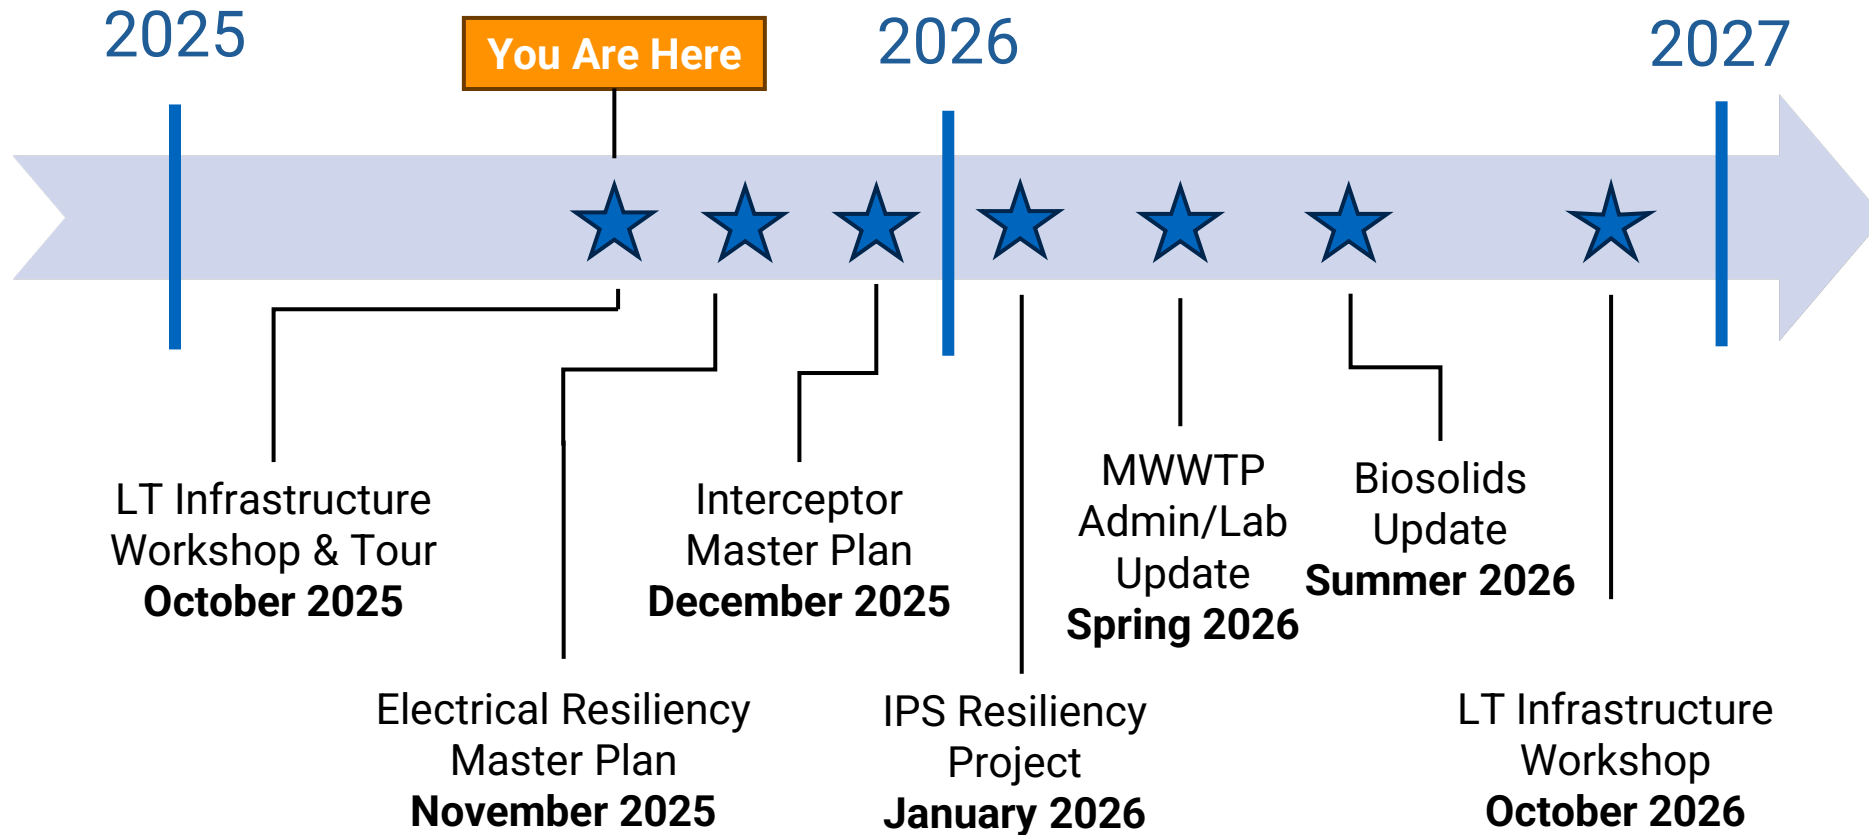 2025
You Are Here
2026
2027
LT Infrastructure
Workshop & Tour
October 2025
Electrical Resiliency
Master Plan
November 2025
Interceptor
Master Plan
December 2025
IPS Resiliency
Project
January 2026
MWWTP
Admin/Lab
Update
Spring 2026
Biosolids
Update
Summer 2026
LT Infrastructure
Workshop
October 2026